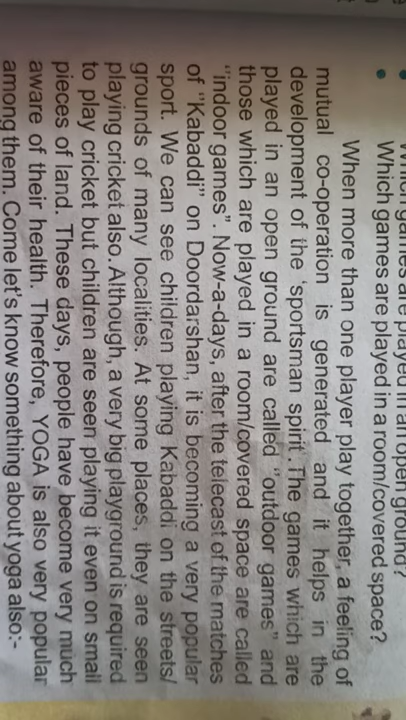 Which games are played in an open ground?
Which games are played in a room/covered space?
When more than one player play together, a feeling of
mutual co-operation is generated and it helps in the
development of the 'sportsman spirit'. The games which are
played in an open ground are called "outdoor games" and
those which are played in a room/covered space are called
"indoor games". Now-a-days, after the telecast of the matches
of "Kabaddi" on Doordarshan, it is becoming a very popular
sport. We can see children playing Kabaddi on the streets/
grounds of many localities. At some places, they are seen
playing cricket also. Although, a very big playground is required
to play cricket but children are seen playing it even on small
pieces of land. These days, people have become very much
aware of their health. Therefore, YOGA is also very popular
among them. Come let's know something about yoga also:-